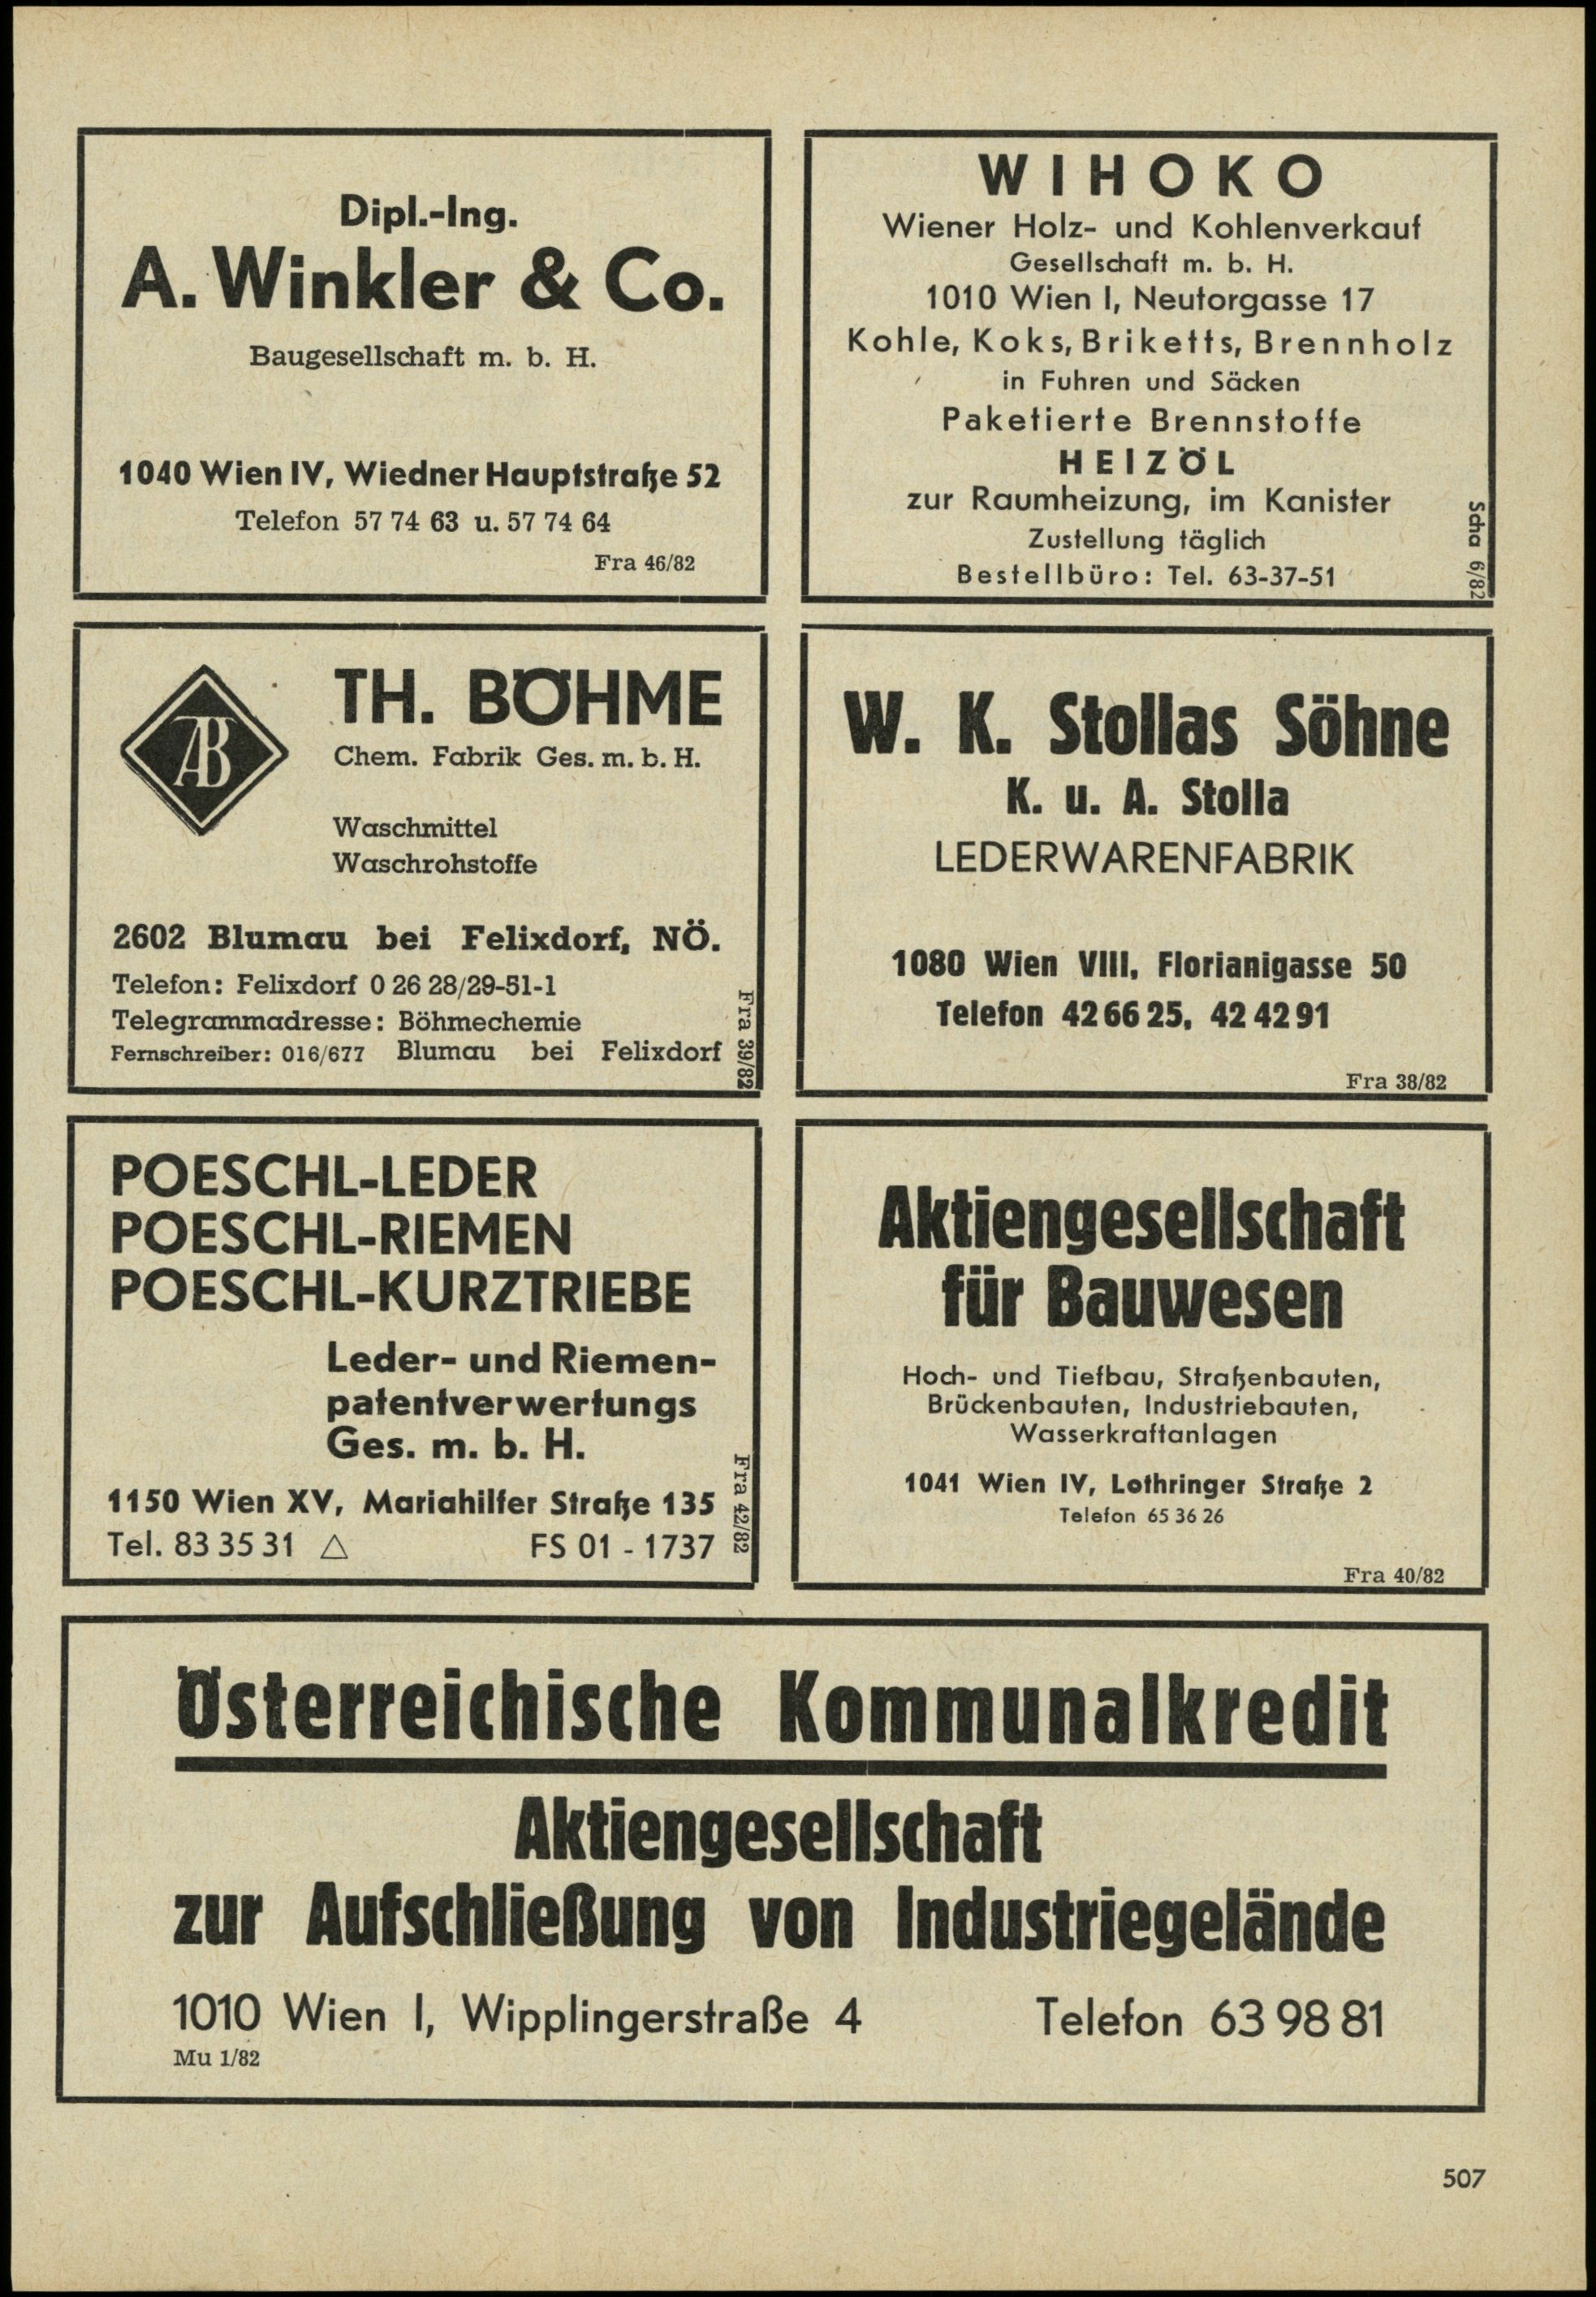 Dipl.-Ing.
A. Winkler & Co.
Baugesellschaft m. b. H.
1040 Wien IV, Wiedner Hauptstraße 52
Telefon 57 74 63 u. 57 74 64
Fra 46/82
WIHOKO
Wiener Holz- und Kohlenverkauf
Gesellschaft m. b. H.
1010 Wien I, Neutorgasse 17
Kohle, Koks, Briketts, Brennholz
in Fuhren und Säcken
Paketierte Brennstoffe
HEIZÖL
zur Raumheizung, im Kanister
Zustellung täglich
Bestellbüro: Tel. 63-37-51
Scha 6/82
AB
TH. BÖHME
Chem. Fabrik Ges. m. b. H.
Waschmittel
Waschrohstoffe
2602 Blumau bei Felixdorf, NÖ.
Telefon: Felixdorf 0 26 28/29-51-1
Telegrammadresse: Böhmechemie
Fernschreiber: 016/677 Blumau bei Felixdorf
Fra 39/82
W. K. Stollas Söhne
K. u. A. Stolla
LEDERWARENFABRIK
1080 Wien VIII, Florianigasse 50
Telefon 42 66 25, 42 42 91
Fra 38/82
POESCHL-LEDER
POESCHL-RIEMEN
POESCHL-KURZTRIEBE
Leder- und Riemen-
patentverwertungs
Ges. m. b. H.
1150 Wien XV, Mariahilfer Straße 135
Tel. 83 35 31 △ FS 01 - 1737
Fra 42/82
Aktiengesellschaft
für Bauwesen
Hoch- und Tiefbau, Straßenbauten,
Brückenbauten, Industriebauten,
Wasserkraftanlagen
1041 Wien IV, Lothringer Straße 2
Telefon 65 36 26
Fra 40/82
Österreichische Kommunalkredit
Aktiengesellschaft
zur Aufschließung von Industriegelände
1010 Wien I, Wipplingerstraße 4 Telefon 63 98 81
Mu 1/82
507